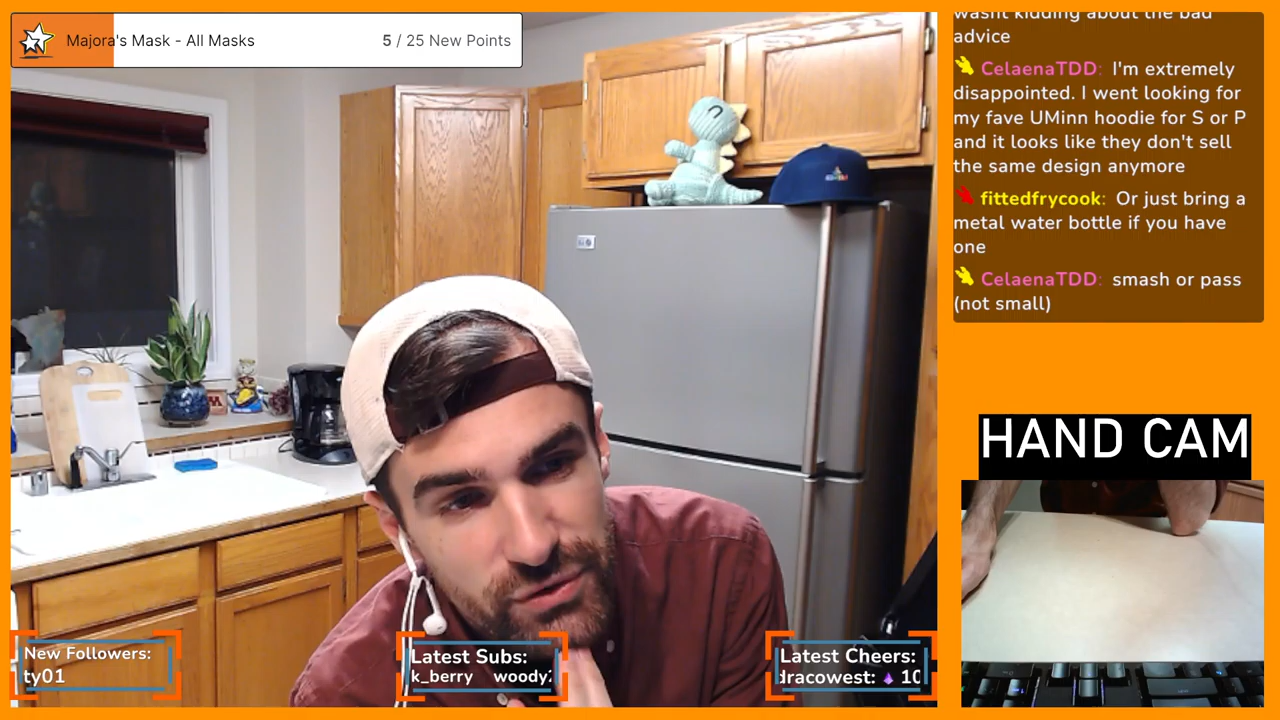 Majora's Mask - All Masks
5 / 25 New Points
wasnt kidding about the bad
advice
CelaenaTDD: I'm extremely
disappointed. I went looking for
my fave UMinn hoodie for S or P
and it looks like they don't sell
the same design anymore
fittedfrycook: Or just bring a
metal water bottle if you have
one
CelaenaTDD: smash or pass
(not small)
HAND CAM
New Followers:
ty01
Latest Subs:
k_berry woody2
Latest Cheers:
dracowest: 10